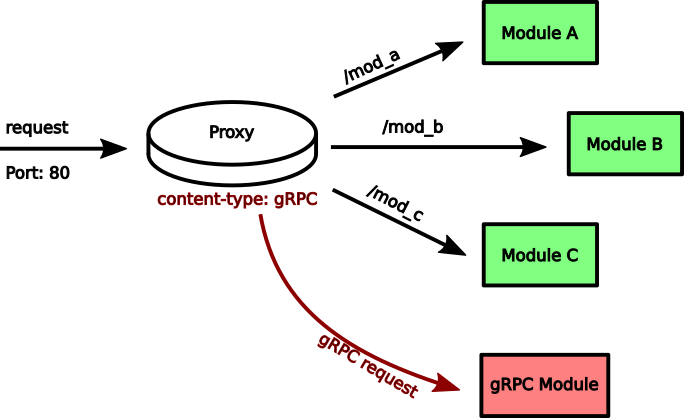 Module A
/mod_a
request
Proxy
/mod_b
Module B
Port: 80
content-type: gRPC
/mod_c
Module C
gRPC request
gRPC Module